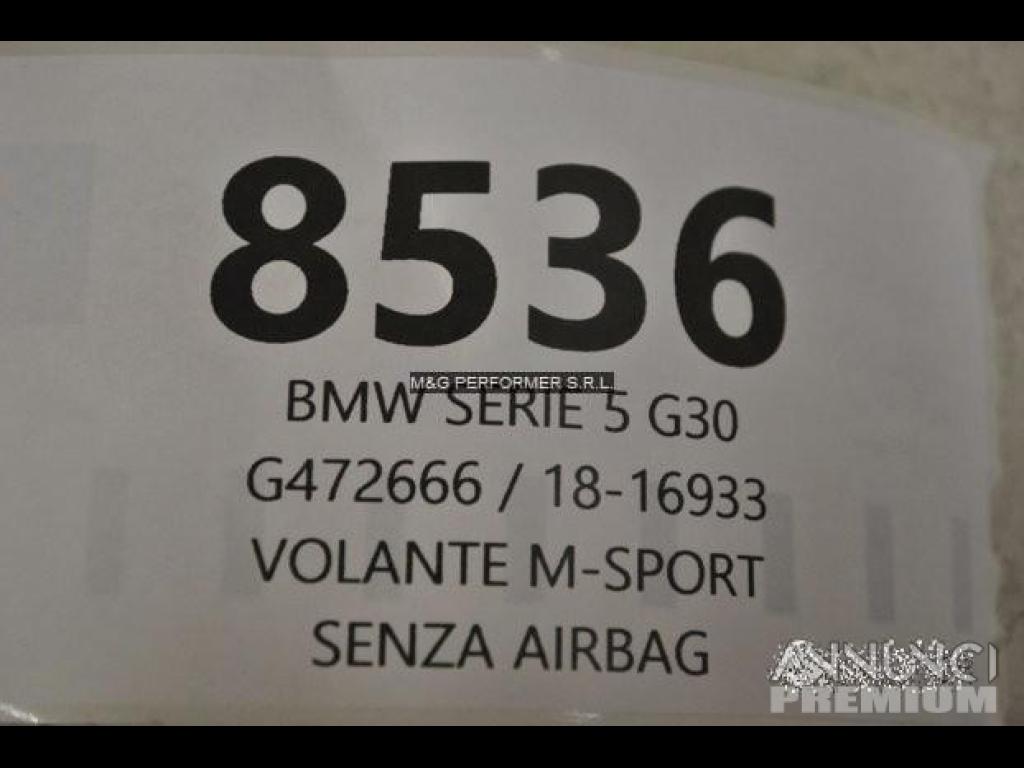 8536
M&G PERFORMER S.R.L.
BMW SERIE 5 G30
G472666 / 18-16933
VOLANTE M-SPORT
SENZA AIRBAG
ANNUNCI
PREMIUM